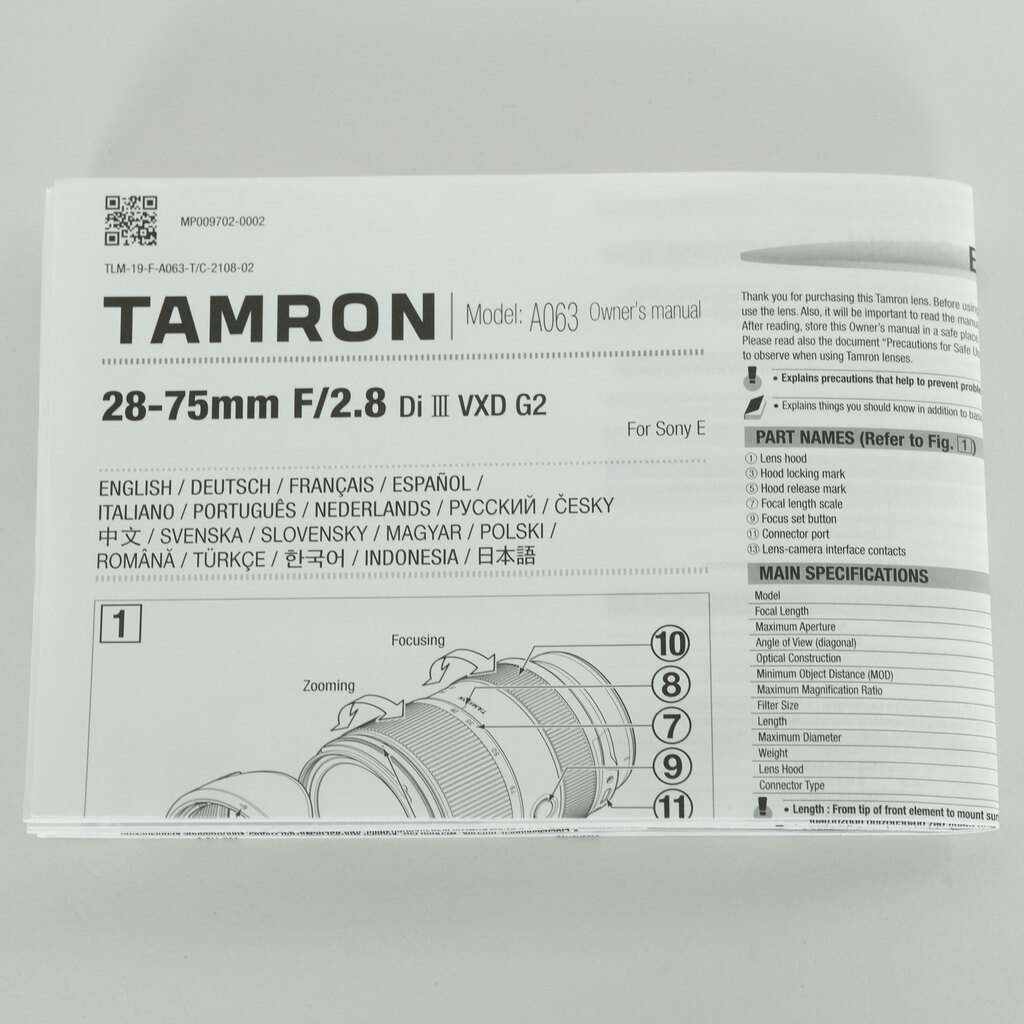 MP009702-0002
TLM-19-F-A063-T/C-2108-02
TAMRON Model: A063 Owner's manual
28-75mm F/2.8 Di III VXD G2
For Sony E
ENGLISH / DEUTSCH / FRANÇAIS / ESPAÑOL /
ITALIANO / PORTUGUÊS / NEDERLANDS / РУССКИЙ / ČESKY
中文 / SVENSKA / SLOVENSKY / MAGYAR / POLSKI /
ROMÂNĂ / TÜRKÇE / 한국어 / INDONESIA / 日本語
1
Focusing
Zooming
TAMRON
35
50
75
10
8
7
9
11
Thank you for purchasing this Tamron lens. Before using
use the lens. Also, it will be important to read the
After reading, store this Owner's manual in a safe place
Please read also the document "Precautions for Safe
to observe when using Tamron lenses.
• Explains precautions that help to prevent
• Explains things you should know in addition to
PART NAMES (Refer to Fig. 1)
① Lens hood
③ Hood locking mark
⑤ Hood release mark
⑦ Focal length scale
⑨ Focus set button
⑪ Connector port
⑬ Lens-camera interface contacts
MAIN SPECIFICATIONS
Model
Focal Length
Maximum Aperture
Angle of View (diagonal)
Optical Construction
Minimum Object Distance (MOD)
Maximum Magnification Ratio
Filter Size
Length
Maximum Diameter
Weight
Lens Hood
Connector Type
• Length : From tip of front element to mount